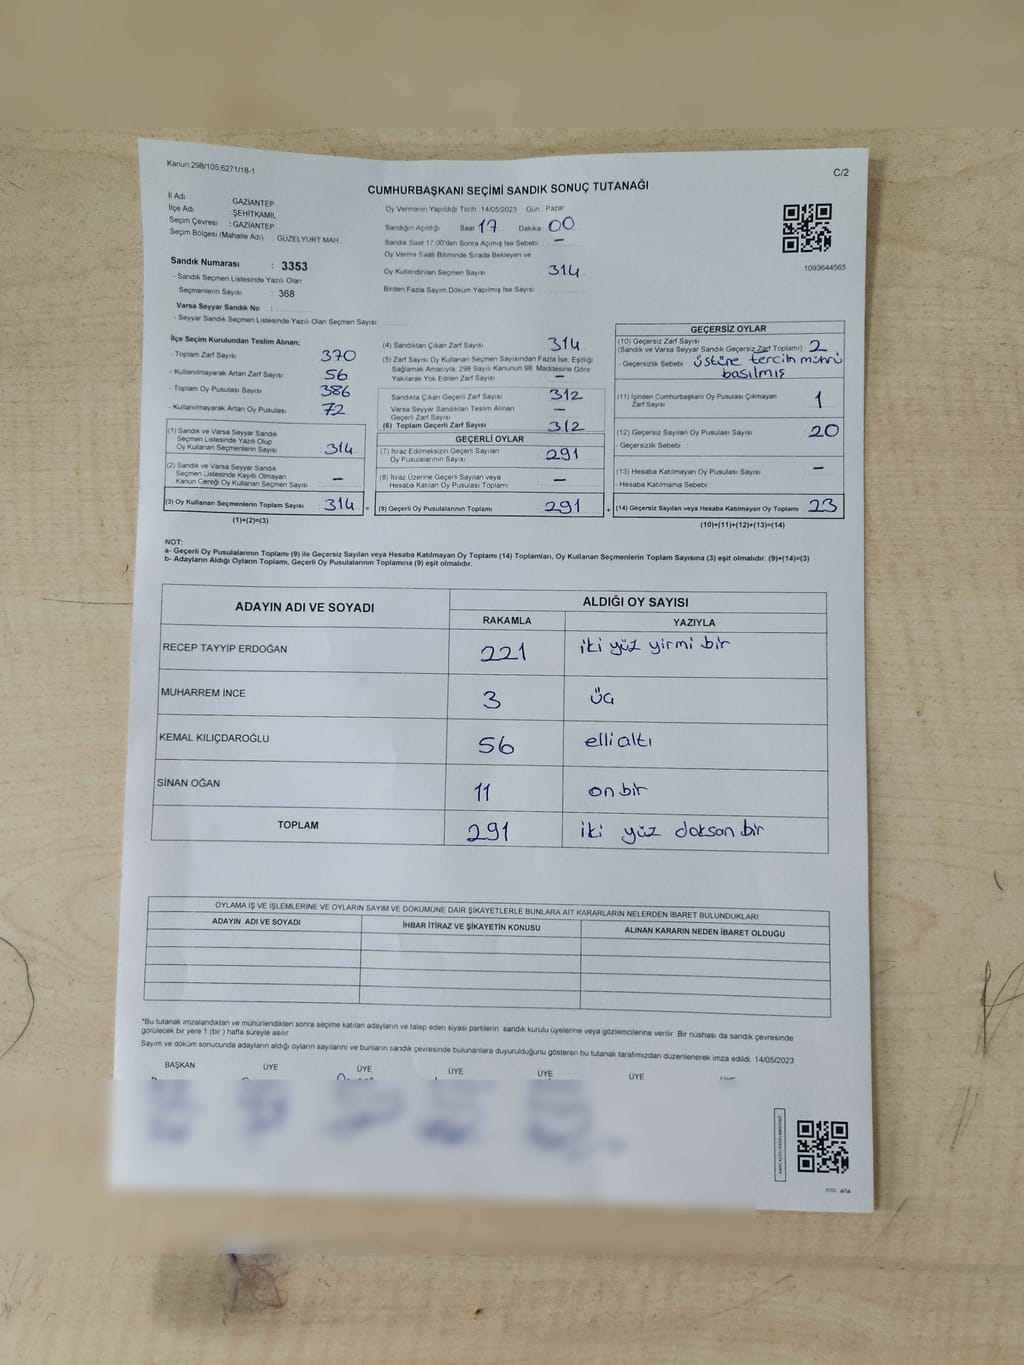 Kanun:298/105;6271/18-1
C/2
CUMHURBAŞKANI SEÇİMİ SANDIK SONUÇ TUTANAĞI
İl Adı : GAZİANTEP
İlçe Adı : ŞEHİTKAMİL
Seçim Çevresi : GAZİANTEP
Seçim Bölgesi (Mahalle Adı) : GÜZELYURT MAH.
Sandık Numarası : 3353
- Sandık Seçmen Listesinde Yazılı Olan
Seçmenlerin Sayısı : 368
Varsa Seyyar Sandık No :
- Seyyar Sandık Seçmen Listesinde Yazılı Olan Seçmen Sayısı
Oy Vermenin Yapıldığı Tarih :14/05/2023 Gün : Pazar
Sandığın Açıldığı Saat 17 Dakika 00
Sandık Saat 17.00'den Sonra Açılmış İse Sebebi –
Oy Verme Saati Bitiminde Sırada Bekleyen ve
Oy Kullandırılan Seçmen Sayısı 314
Birden Fazla Sayım Döküm Yapılmış İse Sayısı
1093644565
İlçe Seçim Kurulundan Teslim Alınan:
- Toplam Zarf Sayısı 370
- Kullanılmayarak Artan Zarf Sayısı 56
- Toplam Oy Pusulası Sayısı 386
- Kullanılmayarak Artan Oy Pusulası 72
(1) Sandık ve Varsa Seyyar Sandık
Seçmen Listesinde Yazılı Olup
Oy Kullanan Seçmenlerin Sayısı 314
(2) Sandık ve Varsa Seyyar Sandık
Seçmen Listesinde Kayıtlı Olmayan
Kanun Gereği Oy Kullanan Seçmen Sayısı –
(3) Oy Kullanan Seçmenlerin Toplam Sayısı 314 =
(1)+(2)=(3)
(4) Sandıktan Çıkan Zarf Sayısı 314
(5) Zarf Sayısı Oy Kullanan Seçmen Sayısından Fazla İse, Eşitliği
Sağlamak Amacıyla, 298 Sayılı Kanunun 98. Maddesine Göre
Yakılarak Yok Edilen Zarf Sayısı –
Sandıkta Çıkan Geçerli Zarf Sayısı 312
Varsa Seyyar Sandıktan Teslim Alınan
Geçerli Zarf Sayısı –
(6) Toplam Geçerli Zarf Sayısı 312
GEÇERLİ OYLAR
(7) İtiraz Edilmeksizin Geçerli Sayılan
Oy Pusulalarının Sayısı 291
(8) İtiraz Üzerine Geçerli Sayılan veya
Hesaba Katılan Oy Pusulası Toplamı –
(9) Geçerli Oy Pusulalarının Toplamı 291 +
GEÇERSİZ OYLAR
(10) Geçersiz Zarf Sayısı
(Sandık ve Varsa Seyyar Sandık Geçersiz Zarf Toplamı) 2
- Geçersizlik Sebebi üstüne tercih mührü
basılmış
(11) İçinden Cumhurbaşkanı Oy Pusulası Çıkmayan
Zarf Sayısı 1
(12) Geçersiz Sayılan Oy Pusulası Sayısı 20
- Geçersizlik Sebebi :
(13) Hesaba Katılmayan Oy Pusulası Sayısı –
- Hesaba Katılmama Sebebi :
(14) Geçersiz Sayılan veya Hesaba Katılmayan Oy Toplamı 23
(10)+(11)+(12)+(13)=(14)
NOT:
a- Geçerli Oy Pusulalarının Toplamı (9) ile Geçersiz Sayılan veya Hesaba Katılmayan Oy Toplamı (14) Toplamları, Oy Kullanan Seçmenlerin Toplam Sayısına (3) eşit olmalıdır. (9)+(14)=(3)
b- Adayların Aldığı Oyların Toplamı, Geçerli Oy Pusulalarının Toplamına (9) eşit olmalıdır.
ADAYIN ADI VE SOYADI ALDIĞI OY SAYISI
RAKAMLA YAZIYLA
RECEP TAYYİP ERDOĞAN 221 iki yüz yirmi bir
MUHARREM İNCE 3 üç
KEMAL KILIÇDAROĞLU 56 elli altı
SİNAN OĞAN 11 on bir
TOPLAM 291 iki yüz doksan bir
OYLAMA İŞ VE İŞLEMLERİNE VE OYLARIN SAYIM VE DÖKÜMÜNE DAİR ŞİKAYETLERLE BUNLARA AİT KARARLARIN NELERDEN İBARET BULUNDUKLARI
ADAYIN ADI VE SOYADI İHBAR İTİRAZ VE ŞİKAYETİN KONUSU ALINAN KARARIN NEDEN İBARET OLDUĞU
*Bu tutanak imzalandıktan ve mühürlendikten sonra seçime katılan adayların ve talep eden siyasi partilerin sandık kurulu üyelerine veya gözlemcilerine verilir. Bir nüshası da sandık çevresinde
görülecek bir yere 1 (bir) hafta süreyle asılır.
Sayım ve döküm sonucunda adayların aldığı oyların sayılarını ve bunların sandık çevresinde bulunanlara duyurulduğunu gösteren bu tutanak tarafımızdan düzenlenerek imza edildi. 14/05/2023
BAŞKAN ÜYE ÜYE ÜYE ÜYE ÜYE